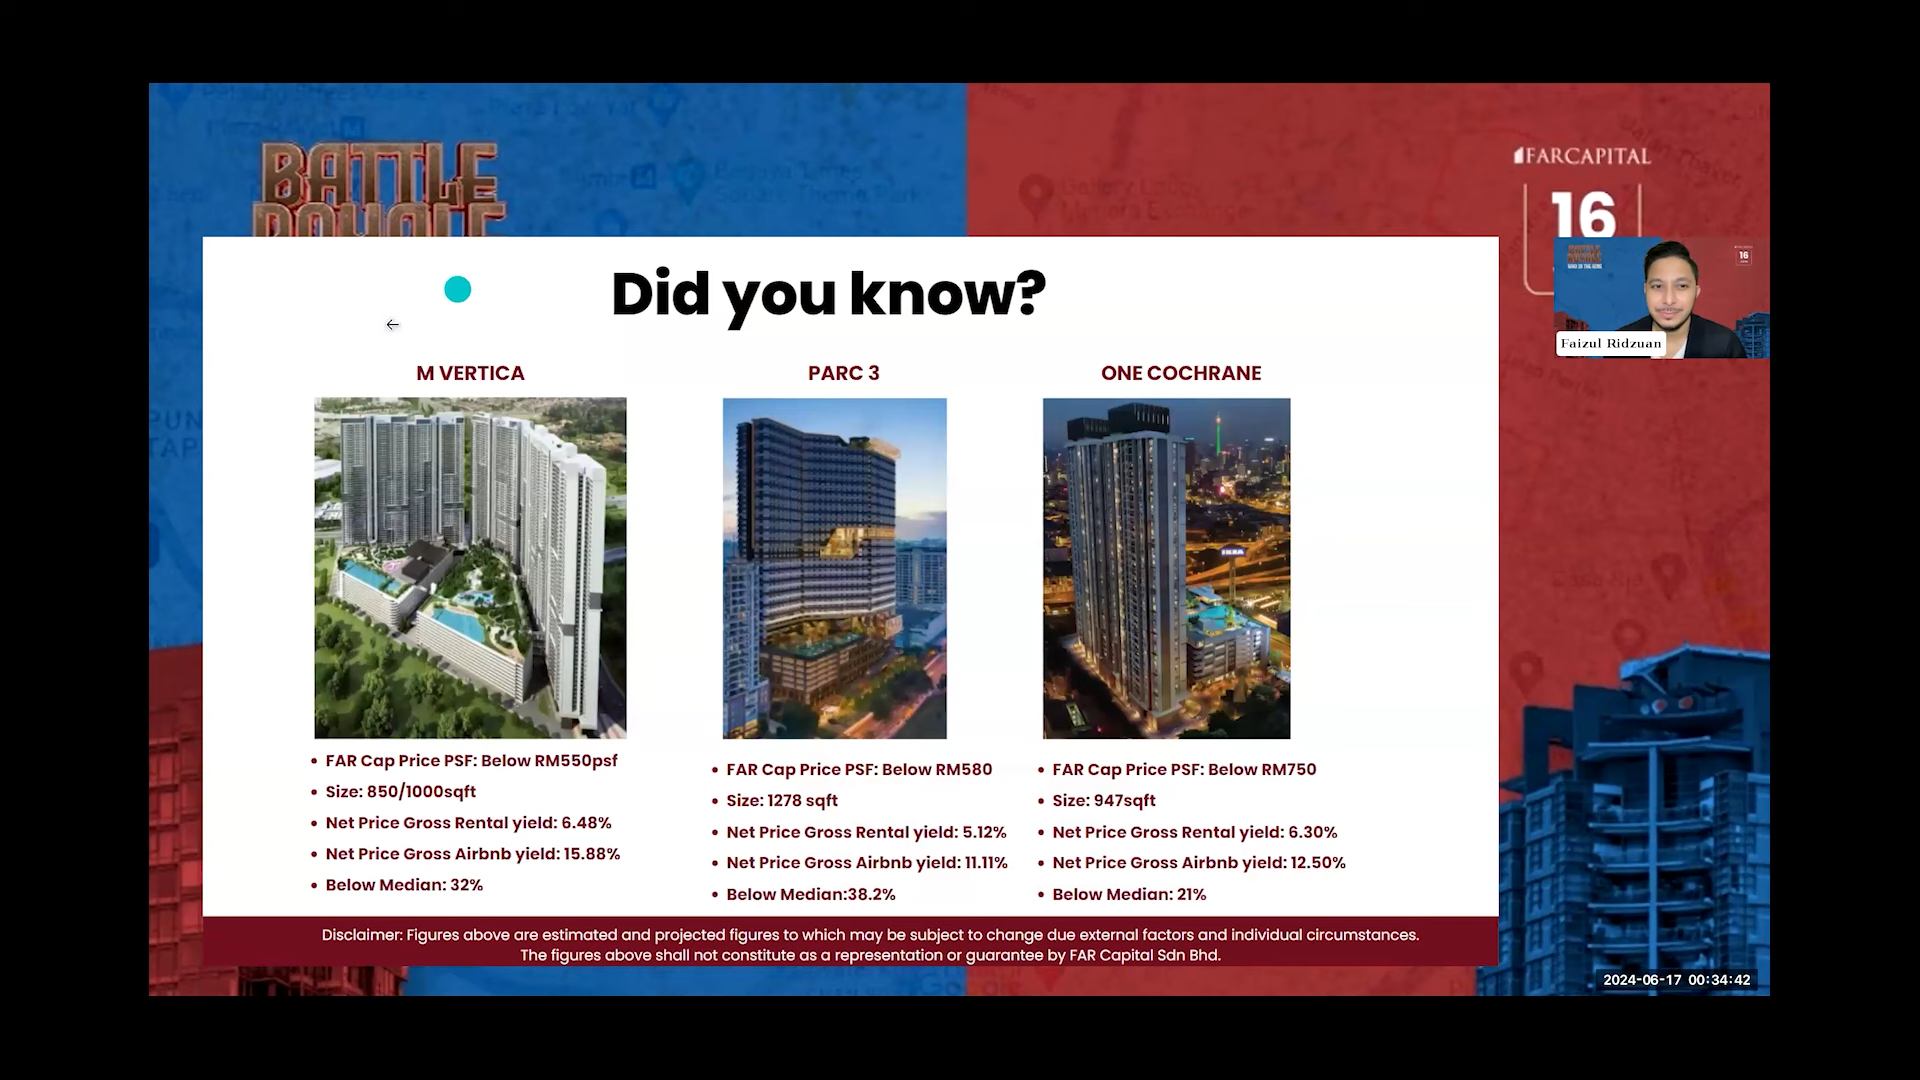 BATTLE
ROYALE
FARCAPITAL
16
Did you know?
16
Faizul Ridzuan
M VERTICA
PARC 3
ONE COCHRANE
IKEA
• FAR Cap Price PSF: Below RM550psf
• Size: 850/1000sqft
• Net Price Gross Rental yield: 6.48%
• Net Price Gross Airbnb yield: 15.88%
• Below Median: 32%
• FAR Cap Price PSF: Below RM580
• Size: 1278 sqft
• Net Price Gross Rental yield: 5.12%
• Net Price Gross Airbnb yield: 11.11%
• Below Median:38.2%
• FAR Cap Price PSF: Below RM750
• Size: 947sqft
• Net Price Gross Rental yield: 6.30%
• Net Price Gross Airbnb yield: 12.50%
• Below Median: 21%
Disclaimer: Figures above are estimated and projected figures to which may be subject to change due external factors and individual circumstances.
The figures above shall not constitute as a representation or guarantee by FAR Capital Sdn Bhd.
2024-06-17 00:34:42